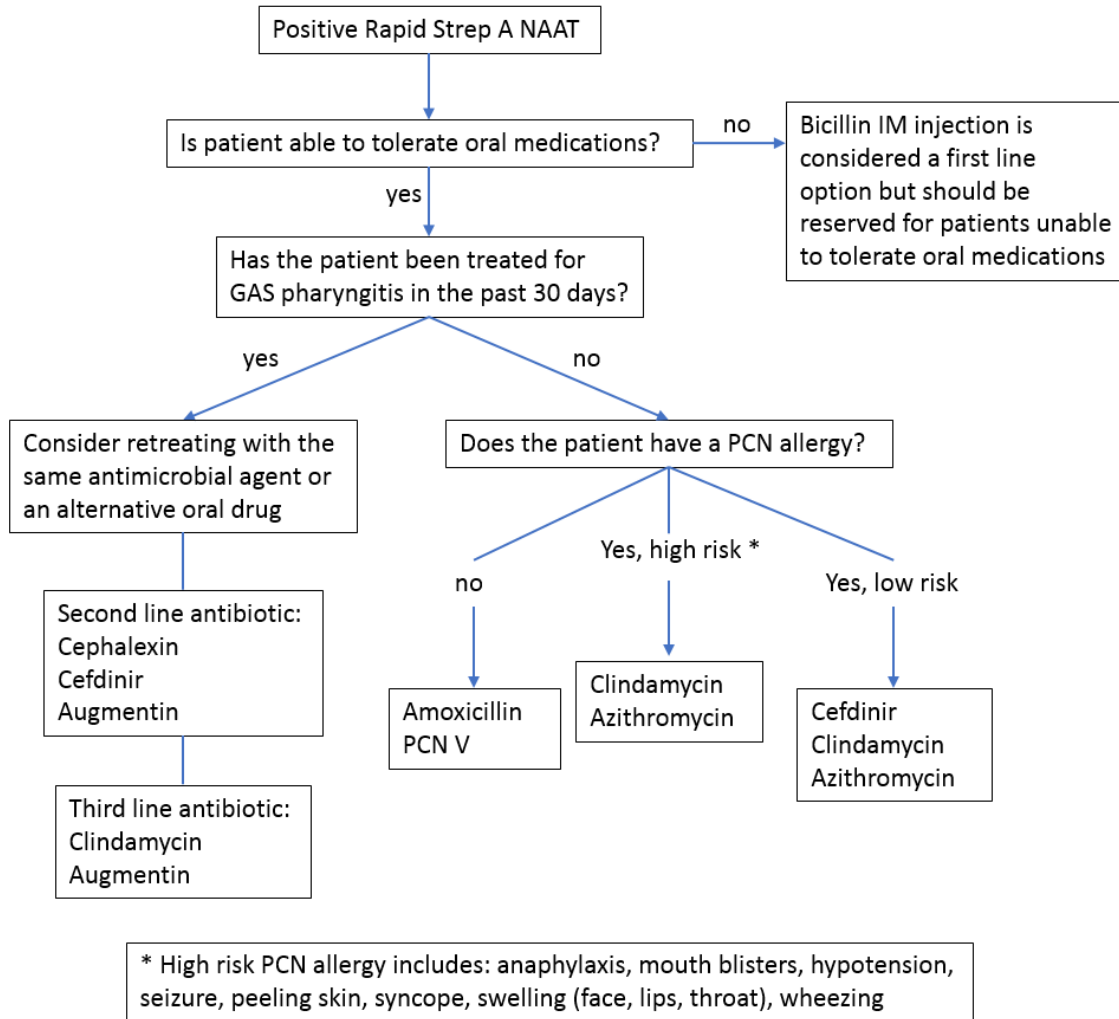 Positive Rapid Strep A NAAT
Is patient able to tolerate oral medications?
no
Bicillin IM injection is
considered a first line
option but should be
reserved for patients unable
to tolerate oral medications
yes
Has the patient been treated for
GAS pharyngitis in the past 30 days?
yes
no
Consider retreating with the
same antimicrobial agent or
an alternative oral drug
Does the patient have a PCN allergy?
no
Yes, high risk *
Yes, low risk
Second line antibiotic:
Cephalexin
Cefdinir
Augmentin
Amoxicillin
PCN V
Clindamycin
Azithromycin
Cefdinir
Clindamycin
Azithromycin
Third line antibiotic:
Clindamycin
Augmentin
* High risk PCN allergy includes: anaphylaxis, mouth blisters, hypotension,
seizure, peeling skin, syncope, swelling (face, lips, throat), wheezing